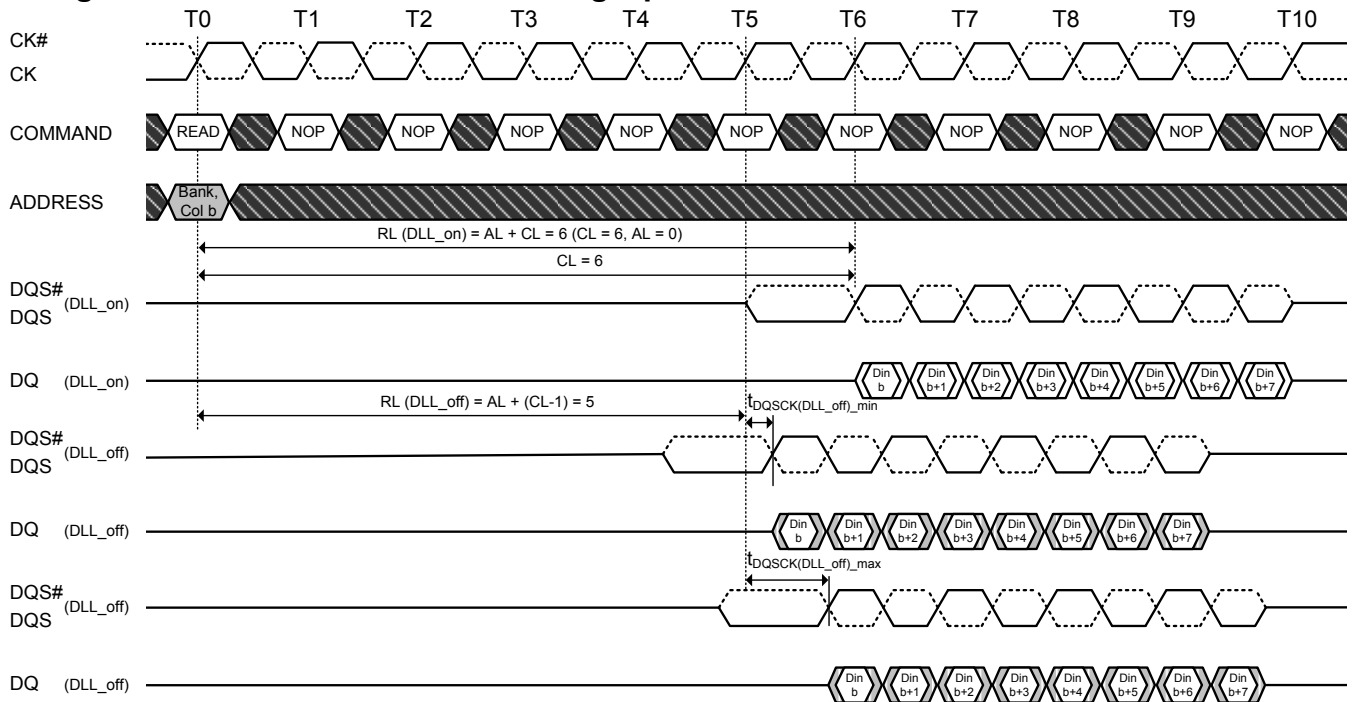 T0 T1 T2 T3 T4 T5 T6 T7 T8 T9 T10
CK#
CK
COMMAND READ NOP NOP NOP NOP NOP NOP NOP NOP NOP NOP
ADDRESS Bank, Col b
RL (DLL_on) = AL + CL = 6 (CL = 6, AL = 0)
CL = 6
DQS# (DLL_on)
DQS
DQ (DLL_on) Din b Din b+1 Din b+2 Din b+3 Din b+4 Din b+5 Din b+6 Din b+7
RL (DLL_off) = AL + (CL-1) = 5 tDQSCK(DLL_off)_min
DQS# (DLL_off)
DQS
DQ (DLL_off) Din b Din b+1 Din b+2 Din b+3 Din b+4 Din b+5 Din b+6 Din b+7
tDQSCK(DLL_off)_max
DQS# (DLL_off)
DQS
DQ (DLL_off) Din b Din b+1 Din b+2 Din b+3 Din b+4 Din b+5 Din b+6 Din b+7